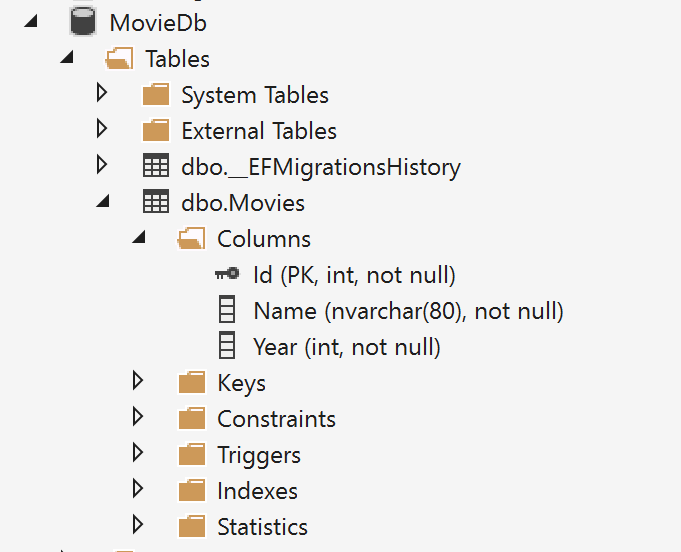 MovieDb
Tables
System Tables
External Tables
dbo.__EFMigrationsHistory
dbo.Movies
Columns
Id (PK, int, not null)
Name (nvarchar(80), not null)
Year (int, not null)
Keys
Constraints
Triggers
Indexes
Statistics